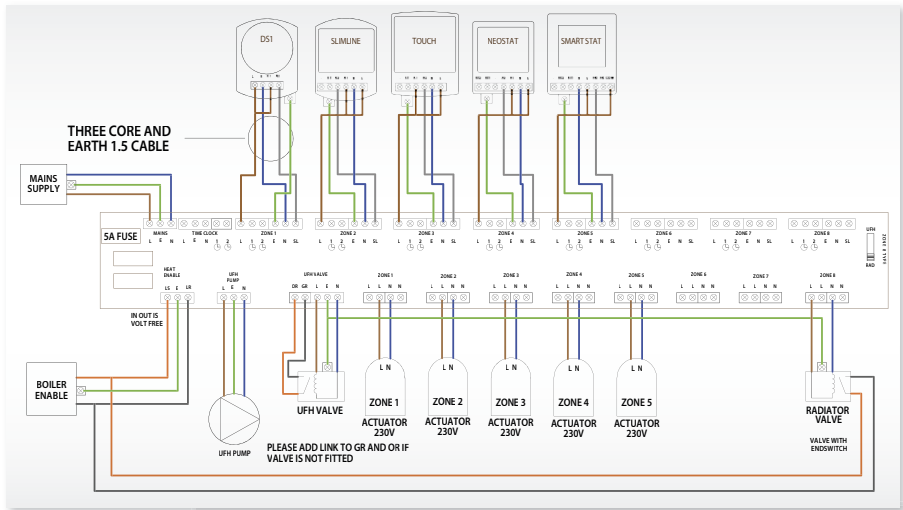 DS1
SLIMLINE
TOUCH
NEOSTAT
SMART STAT
THREE CORE AND
EARTH 1.5 CABLE
MAINS
SUPPLY
5A FUSE
MAINS
L E N
TIME CLOCK
L E N 1 2
ZONE 1
L 1 2 E N SL
ZONE 2
L 1 2 E N SL
ZONE 3
L 1 2 E N SL
ZONE 4
L 1 2 E N SL
ZONE 5
L 1 2 E N SL
ZONE 6
L 1 2 E N SL
ZONE 7
L 1 2 E N SL
ZONE 8
L 1 2 E N SL
UFH
RAD
ZONE 8 TYPE
HEAT
ENABLE
LS E LR
UFH
PUMP
L E N
UFH VALVE
OR GR L E N
ZONE 1
L L N N
ZONE 2
L L N N
ZONE 3
L L N N
ZONE 4
L L N N
ZONE 5
L L N N
ZONE 6
L L N N
ZONE 7
L L N N
ZONE 8
L L N N
IN OUT IS
VOLT FREE
BOILER
ENABLE
UFH PUMP
UFH VALVE
PLEASE ADD LINK TO GR AND OR IF
VALVE IS NOT FITTED
L N
ZONE 1
ACTUATOR
230V
L N
ZONE 2
ACTUATOR
230V
L N
ZONE 3
ACTUATOR
230V
L N
ZONE 4
ACTUATOR
230V
L N
ZONE 5
ACTUATOR
230V
RADIATOR
VALVE
VALVE WITH
ENDSWITCH